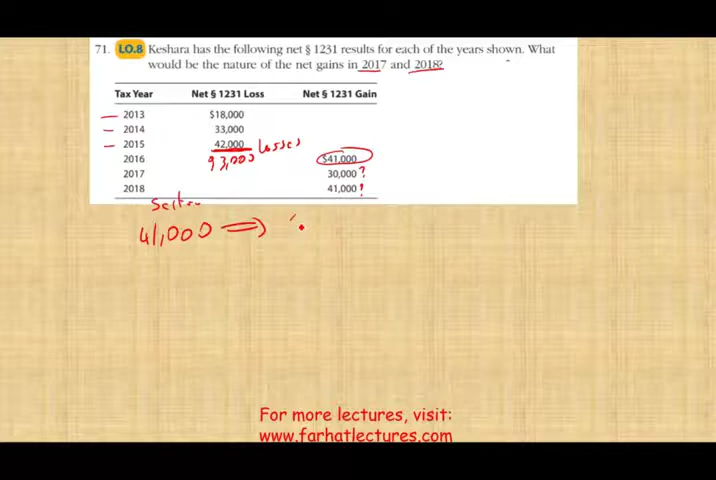 71. LO.8 Keshara has the following net § 1231 results for each of the years shown. What
would be the nature of the net gains in 2017 and 2018?
Tax Year Net § 1231 Loss Net § 1231 Gain
2013 $18,000
2014 33,000
2015 42,000 Losses
2016 93,000 $41,000
2017 30,000 ?
2018 41,000 !
41,000
For more lectures, visit:
www.farhatlectures.com